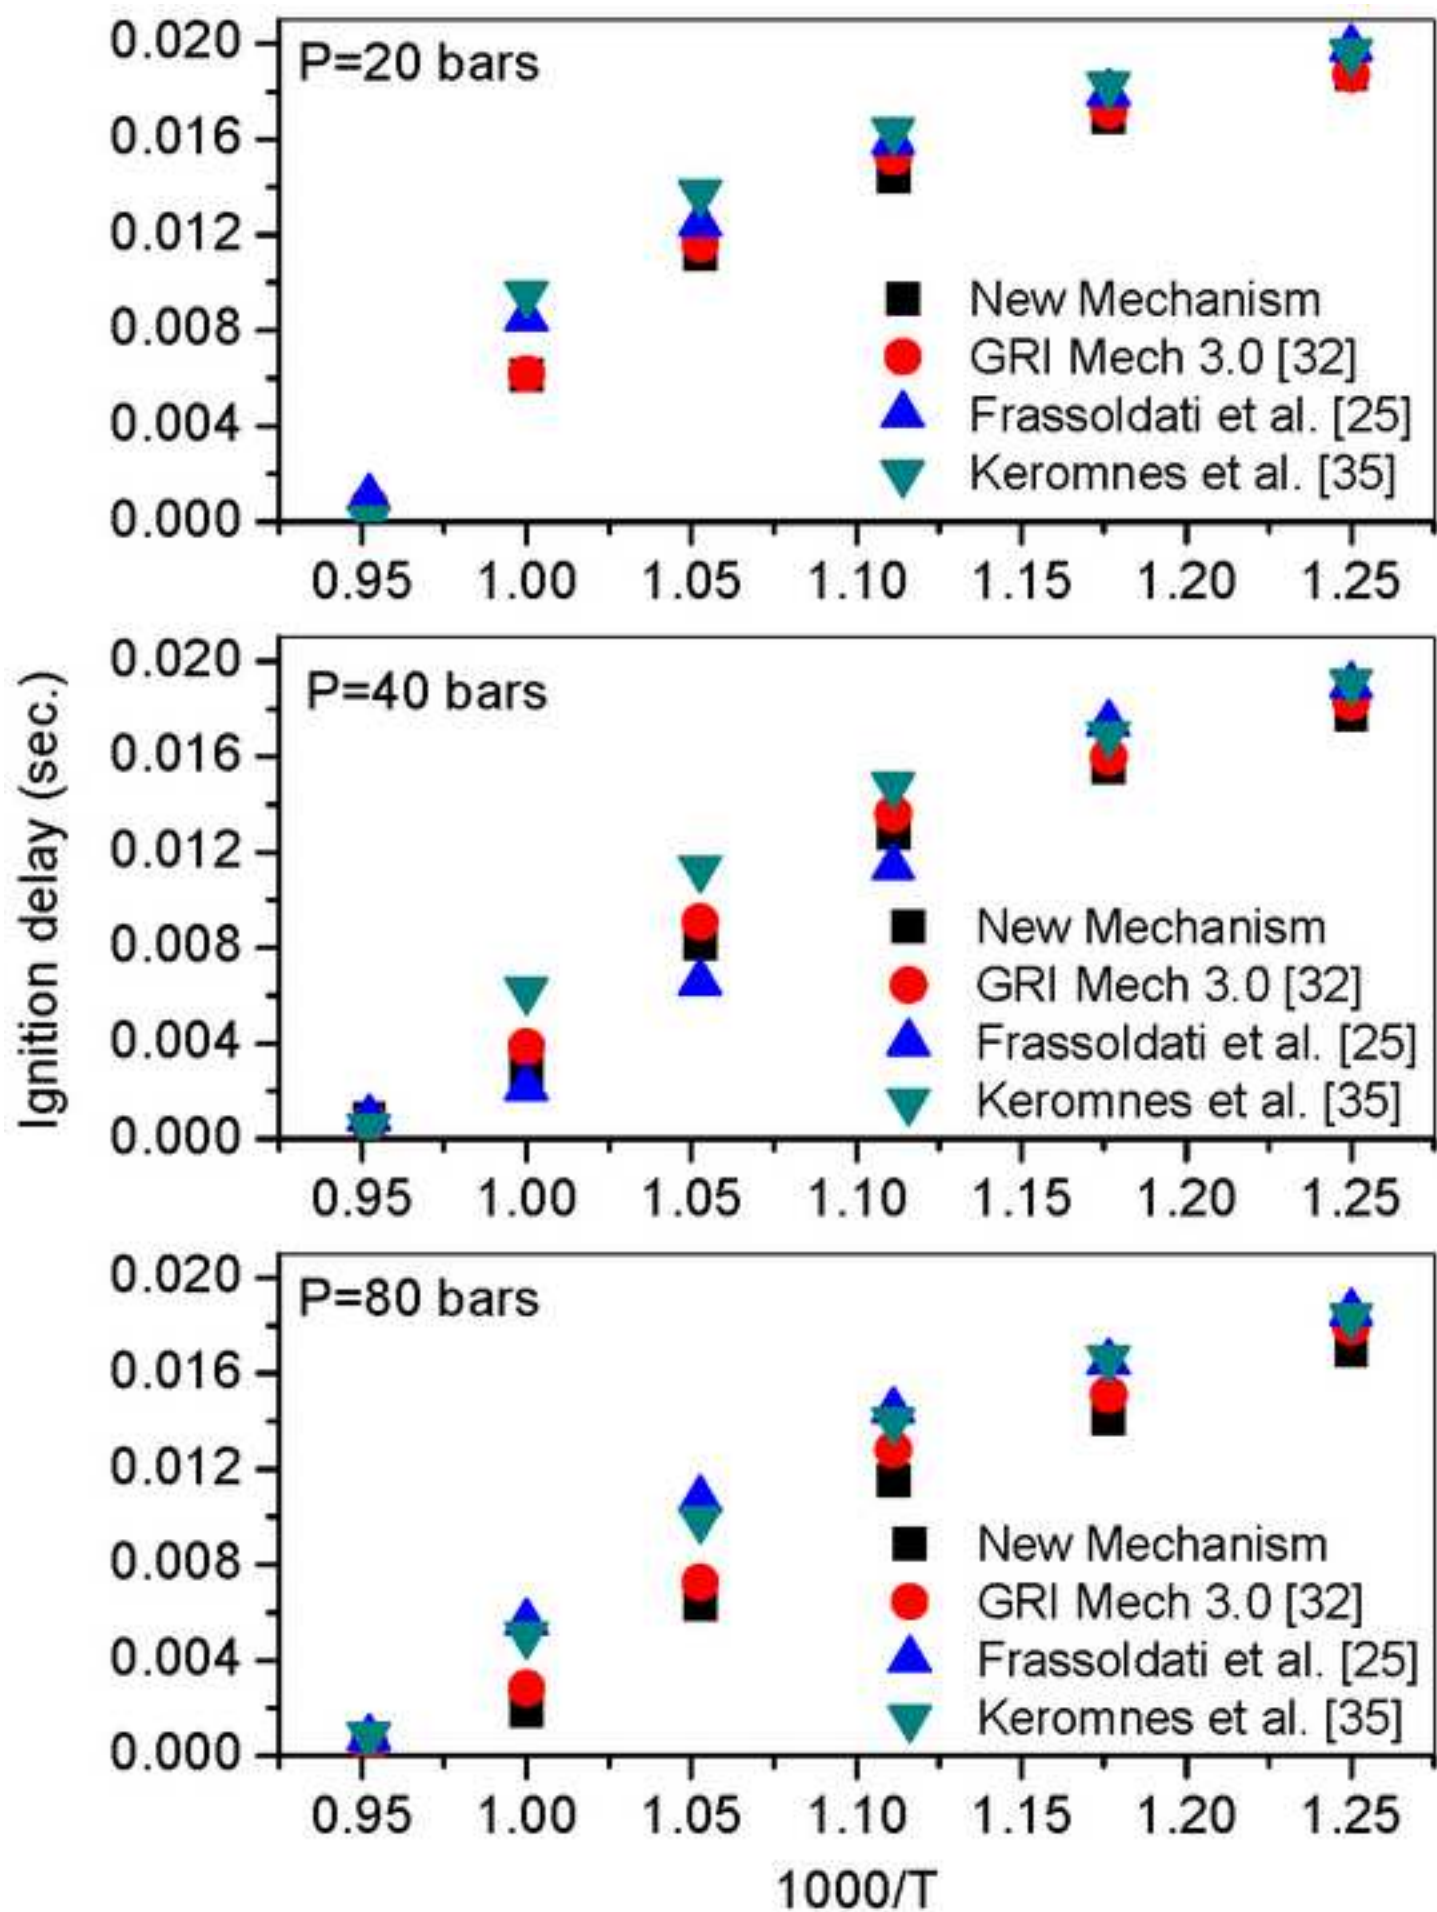 P=20 bars
0.020
0.016
0.012
0.008
0.004
0.000
New Mechanism
GRI Mech 3.0 [32]
Frassoldati et al. [25]
Keromnes et al. [35]
0.95 1.00 1.05 1.10 1.15 1.20 1.25
Ignition delay (sec.)
P=40 bars
0.020
0.016
0.012
0.008
0.004
0.000
New Mechanism
GRI Mech 3.0 [32]
Frassoldati et al. [25]
Keromnes et al. [35]
0.95 1.00 1.05 1.10 1.15 1.20 1.25
P=80 bars
0.020
0.016
0.012
0.008
0.004
0.000
New Mechanism
GRI Mech 3.0 [32]
Frassoldati et al. [25]
Keromnes et al. [35]
0.95 1.00 1.05 1.10 1.15 1.20 1.25
1000/T